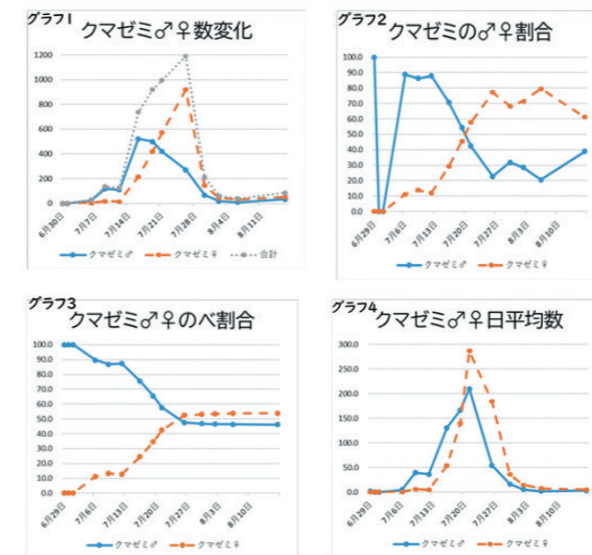 グラフ1
クマゼミ♂♀数変化
1200
1000
800
600
400
200
0
6月30日 7月7日 7月14日 7月21日 7月28日 8月4日 8月11日
クマゼミ♂ クマゼミ♀ 合計
グラフ2
クマゼミの♂♀割合
100.0
90.0
80.0
70.0
60.0
50.0
40.0
30.0
20.0
10.0
0.0
6月29日 7月6日 7月13日 7月20日 7月27日 8月3日 8月10日
クマゼミ♂ クマゼミ♀
グラフ3
クマゼミ♂♀のべ割合
100.0
90.0
80.0
70.0
60.0
50.0
40.0
30.0
20.0
10.0
0.0
6月29日 7月6日 7月13日 7月20日 7月27日 8月3日 8月10日
クマゼミ♂ クマゼミ♀
グラフ4
クマゼミ♂♀日平均数
300.0
250.0
200.0
150.0
100.0
50.0
0.0
6月29日 7月6日 7月13日 7月20日 7月27日 8月3日 8月10日
クマゼミ♂ クマゼミ♀